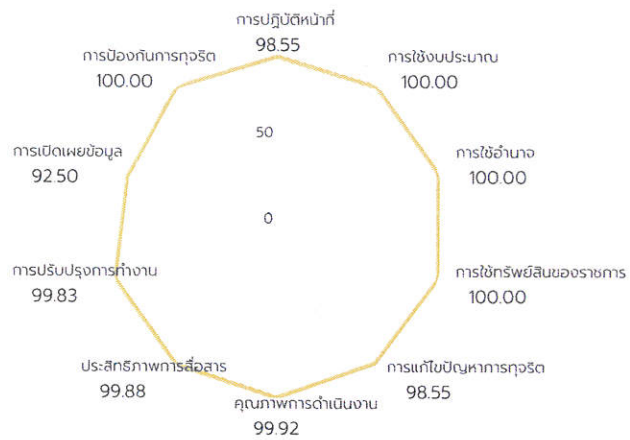 การปฏิบัติหน้าที่
98.55
การป้องกันการทุจริต
100.00
การใช้งบประมาณ
100.00
50
การเปิดเผยข้อมูล
92.50
การใช้อำนาจ
100.00
0
การปรับปรุงการทำงาน
99.83
การใช้ทรัพย์สินของราชการ
100.00
ประสิทธิภาพการสื่อสาร
99.88
การแก้ไขปัญหาการทุจริต
98.55
คุณภาพการดำเนินงาน
99.92